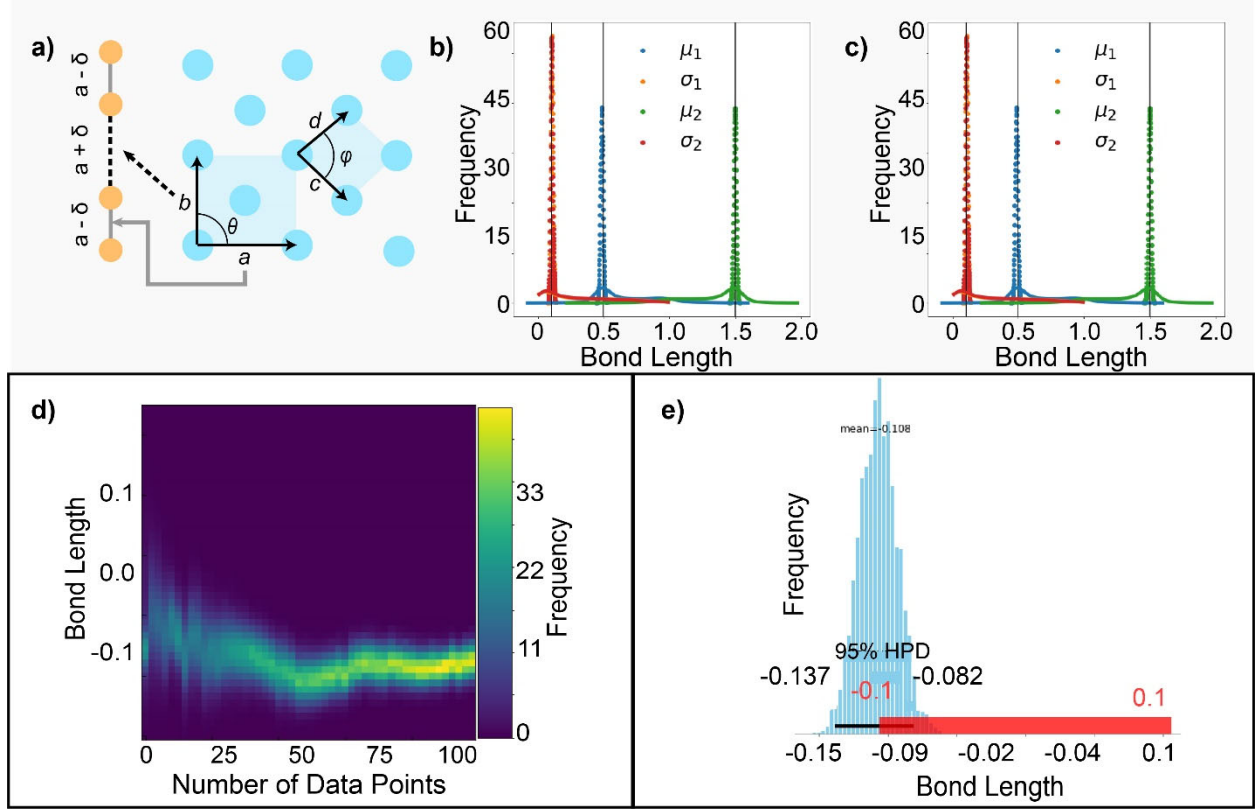 a)
a - δ
a + δ
a - δ
b
θ
a
d
φ
c
b)
60
45
30
15
0
Frequency
μ₁
σ₁
μ₂
σ₂
0
0.5
1.0
1.5
2.0
Bond Length
c)
60
45
30
15
0
Frequency
μ₁
σ₁
μ₂
σ₂
0
0.5
1.0
1.5
2.0
Bond Length
d)
Bond Length
0.1
0.0
-0.1
0
25
50
75
100
Number of Data Points
33
22
11
0
Frequency
e)
mean=-0.108
Frequency
95% HPD
-0.137
-0.082
-0.1
0.1
-0.15
-0.09
-0.02
-0.04
0.1
Bond Length